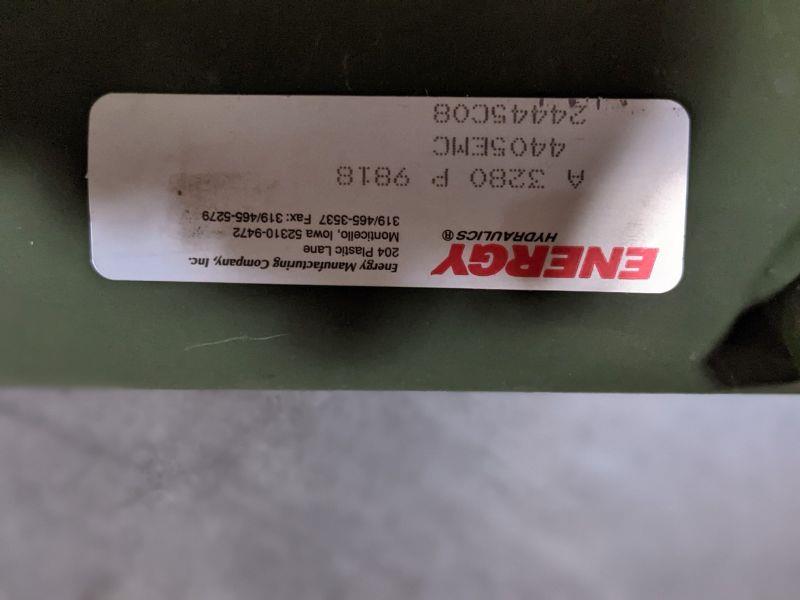 ENERGY
HYDRAULICS®
Energy Manufacturing Company, Inc.
204 Plastic Lane
Monticello, Iowa 52310-9472
319/465-3537 Fax: 319/465-5279
A 3280 P 9818
4405EMC
24445C08